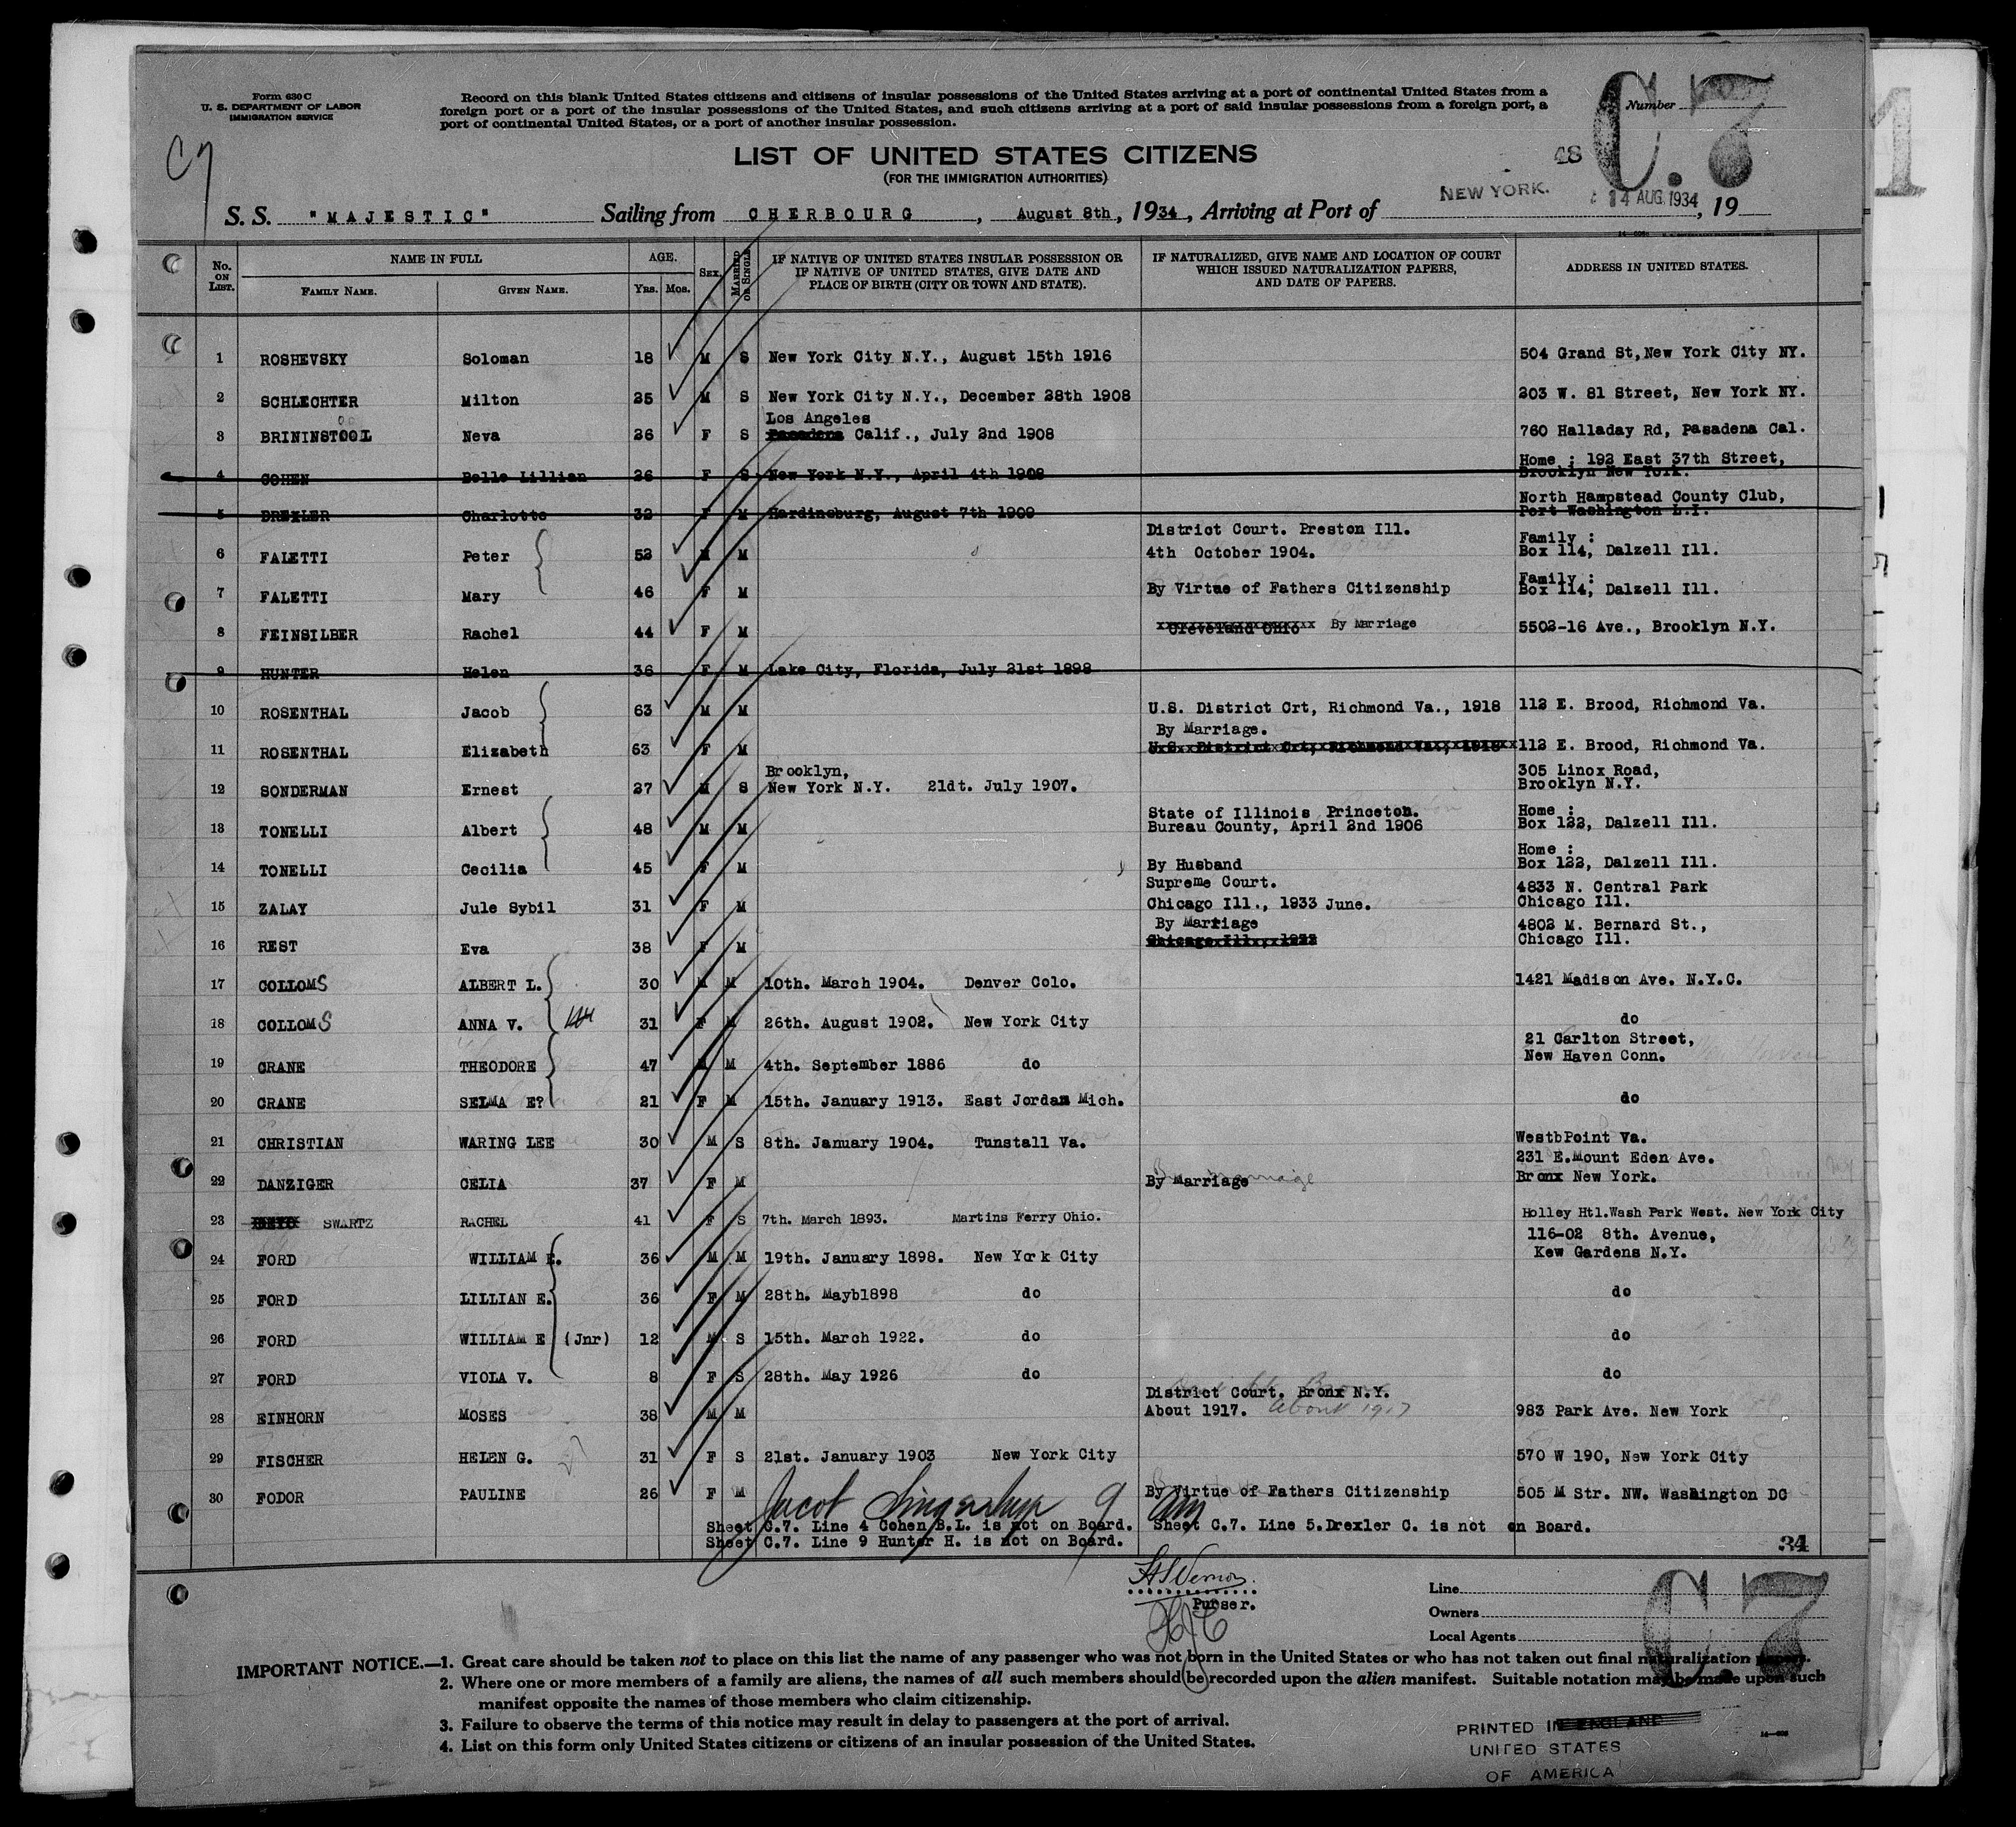 Form 630 C
U. S. DEPARTMENT OF LABOR
IMMIGRATION SERVICE
Record on this blank United States citizens and citizens of insular possessions of the United States arriving at a port of continental United States from a
foreign port or a port of the insular possessions of the United States, and such citizens arriving at a port of said insular possessions from a foreign port, a
port of continental United States, or a port of another insular possession.
Number
C.7
C7
48
LIST OF UNITED STATES CITIZENS
(FOR THE IMMIGRATION AUTHORITIES)
S. S. "MAJESTIC" Sailing from CHERBOURG, August 8th, 1934, Arriving at Port of NEW YORK. 14 AUG. 1934, 19
No. ON LIST. NAME IN FULL FAMILY NAME. GIVEN NAME. AGE. YRS. MOS. SEX. MARRIED OR SINGLE IF NATIVE OF UNITED STATES INSULAR POSSESSION OR IF NATIVE OF UNITED STATES, GIVE DATE AND PLACE OF BIRTH (CITY OR TOWN AND STATE). IF NATURALIZED, GIVE NAME AND LOCATION OF COURT WHICH ISSUED NATURALIZATION PAPERS, AND DATE OF PAPERS. ADDRESS IN UNITED STATES.
1 ROSHEVSKY Soloman 18 M S New York City N.Y., August 15th 1916 504 Grand St, New York City NY.
2 SCHLECHTER Milton 25 M S New York City N.Y., December 28th 1908 203 W. 81 Street, New York NY.
Los Angeles
3 BRININSTOOL Neva 26 F S Pasadena Calif., July 2nd 1908 760 Halladay Rd, Pasadena Cal.
Home : 192 East 37th Street,
4 COHEN Belle Lillian 26 F S New York N.Y., April 4th 1908 Brooklyn New York.
North Hampstead County Club,
5 DREXLER Charlotte 32 F M Hardinsburg, August 7th 1909 Port Washington L.I.
District Court. Preston Ill. Family :
6 FALETTI Peter 53 M M 4th October 1904. Box 114, Dalzell Ill.
Family :
7 FALETTI Mary 46 F M By Virtue of Fathers Citizenship Box 114, Dalzell Ill.
8 FEINSILBER Rachel 44 F M Cleveland Ohio By Marriage 5502-16 Ave., Brooklyn N.Y.
9 HUNTER Helen 36 F M Lake City, Florida, July 21st 1898
10 ROSENTHAL Jacob 63 M M U.S. District Crt, Richmond Va., 1918 112 E. Brood, Richmond Va.
By Marriage.
11 ROSENTHAL Elizabeth 63 F M U.S. District Crt, Richmond Va., 1918 112 E. Brood, Richmond Va.
Brooklyn, 305 Linox Road,
12 SONDERMAN Ernest 27 M S New York N.Y. 21dt. July 1907. Brooklyn N.Y.
State of Illinois Princeton. Home :
13 TONELLI Albert 48 M M Bureau County, April 2nd 1906 Box 122, Dalzell Ill.
Home :
14 TONELLI Cecilia 45 F M By Husband Box 122, Dalzell Ill.
Supreme Court. 4833 N. Central Park
15 ZALAY Jule Sybil 31 F M Chicago Ill., 1933 June. Chicago Ill.
By Marriage 4802 M. Bernard St.,
16 REST Eva 38 F M Chicago Ill., 1933 Chicago Ill.
17 COLLOMS ALBERT L. 30 M M 10th. March 1904. Denver Colo. 1421 Madison Ave. N.Y.C.
18 COLLOMS ANNA V. 31 F M 26th. August 1902. New York City do
21 Carlton Street,
19 CRANE THEODORE 47 M M 4th. September 1886 do New Haven Conn.
20 CRANE SELMA E? 21 F M 15th. January 1913. East Jordan Mich. do
21 CHRISTIAN WARING LEE 30 M S 8th. January 1904. Tunstall Va. WestbPoint Va.
231 E.Mount Eden Ave.
22 DANZIGER CELIA 37 F M By Marriage Bronx New York.
23 SWARTZ RACHEL 41 F S 7th. March 1893. Martins Ferry Ohio. Holley Htl.Wash Park West. New York City
116-02 8th. Avenue,
24 FORD WILLIAM E. 36 M M 19th. January 1898. New York City Kew Gardens N.Y.
25 FORD LILLIAN E. 36 F M 28th. Mayb1898 do do
26 FORD WILLIAM E (Jnr) 12 M S 15th. March 1922. do do
27 FORD VIOLA V. 8 F S 28th. May 1926 do do
District Court. Bronx N.Y.
28 EINHORN MOSES 38 M M About 1917. About 1917 983 Park Ave. New York
29 FISCHER HELEN G. 31 F S 21st. January 1903 New York City 570 W 190, New York City
30 FODOR PAULINE 26 F M By Virtue of Fathers Citizenship 505 M Str. NW. Washington DC
Sheet C.7. Line 4 Cohen B.L. is not on Board. Sheet C.7. Line 5.Drexler C. is not on Board.
Sheet C.7. Line 9 Hunter H. is not on Board.
34
Purser.
Line
Owners
Local Agents
C.7
IMPORTANT NOTICE.—1. Great care should be taken not to place on this list the name of any passenger who was not born in the United States or who has not taken out final naturalization papers.
2. Where one or more members of a family are aliens, the names of all such members should be recorded upon the alien manifest. Suitable notation may be made upon such
manifest opposite the names of those members who claim citizenship.
3. Failure to observe the terms of this notice may result in delay to passengers at the port of arrival.
4. List on this form only United States citizens or citizens of an insular possession of the United States.
PRINTED IN ENGLAND
UNITED STATES
OF AMERICA